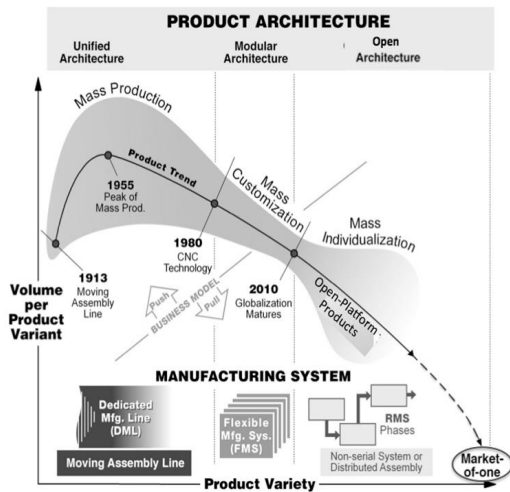 PRODUCT ARCHITECTURE
Unified
Architecture
Modular
Architecture
Open
Architecture
Mass Production
Product Trend
1955
Peak of
Mass Prod.
Mass
Customization
Mass
Individualization
1980
CNC
Technology
1913
Moving
Assembly
Line
2010
Globalization
Matures
Push
BUSINESS MODEL
Pull
Open-Platform
Products
Volume
per
Product
Variant
MANUFACTURING SYSTEM
Dedicated
Mfg. Line
(DML)
Moving Assembly Line
Flexible
Mfg. Sys.
(FMS)
RMS
Phases
Non-serial System or
Distributed Assembly
Market-
of-one
Product Variety